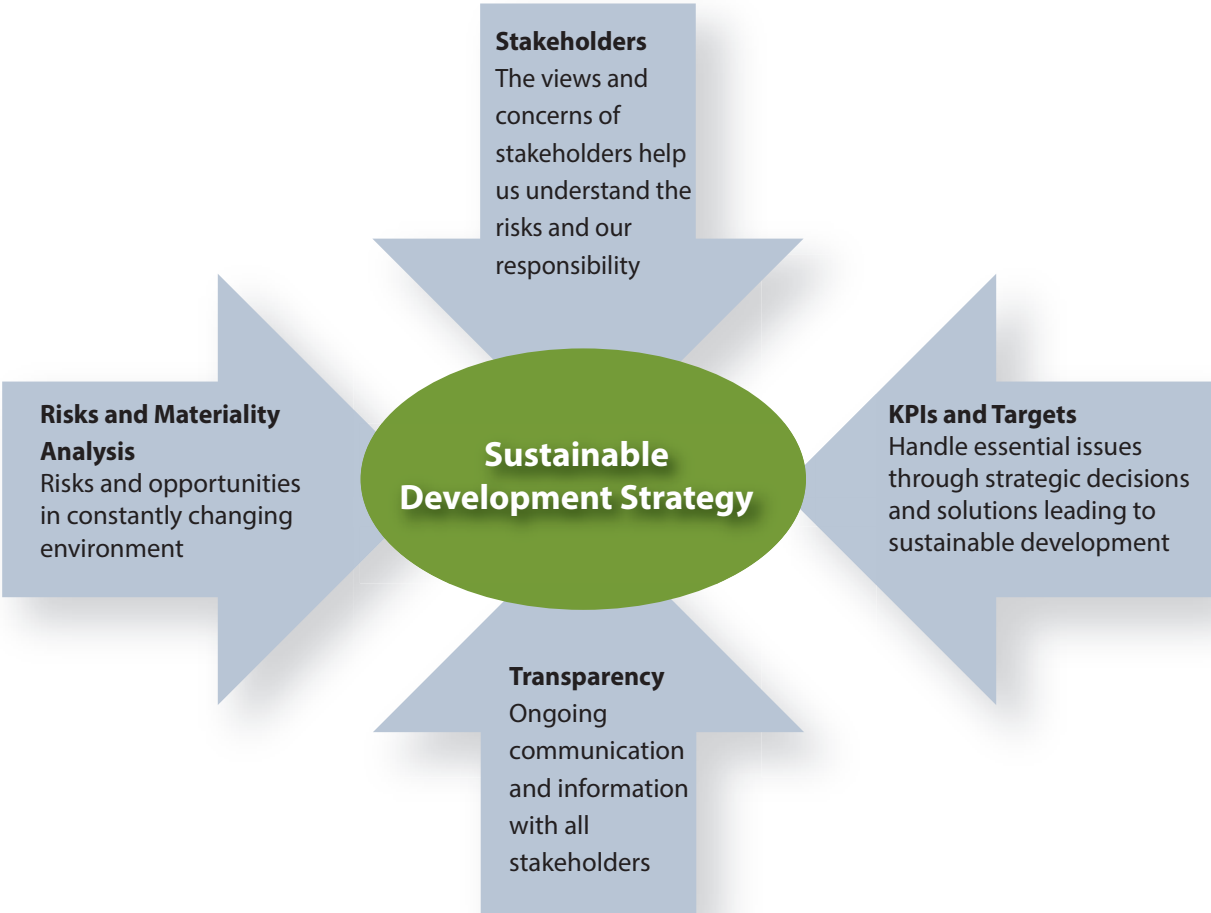 Stakeholders
The views and
concerns of
stakeholders help
us understand the
risks and our
responsibility
Risks and Materiality
Analysis
Risks and opportunities
in constantly changing
environment
Sustainable
Development Strategy
KPIs and Targets
Handle essential issues
through strategic decisions
and solutions leading to
sustainable development
Transparency
Ongoing
communication
and information
with all
stakeholders